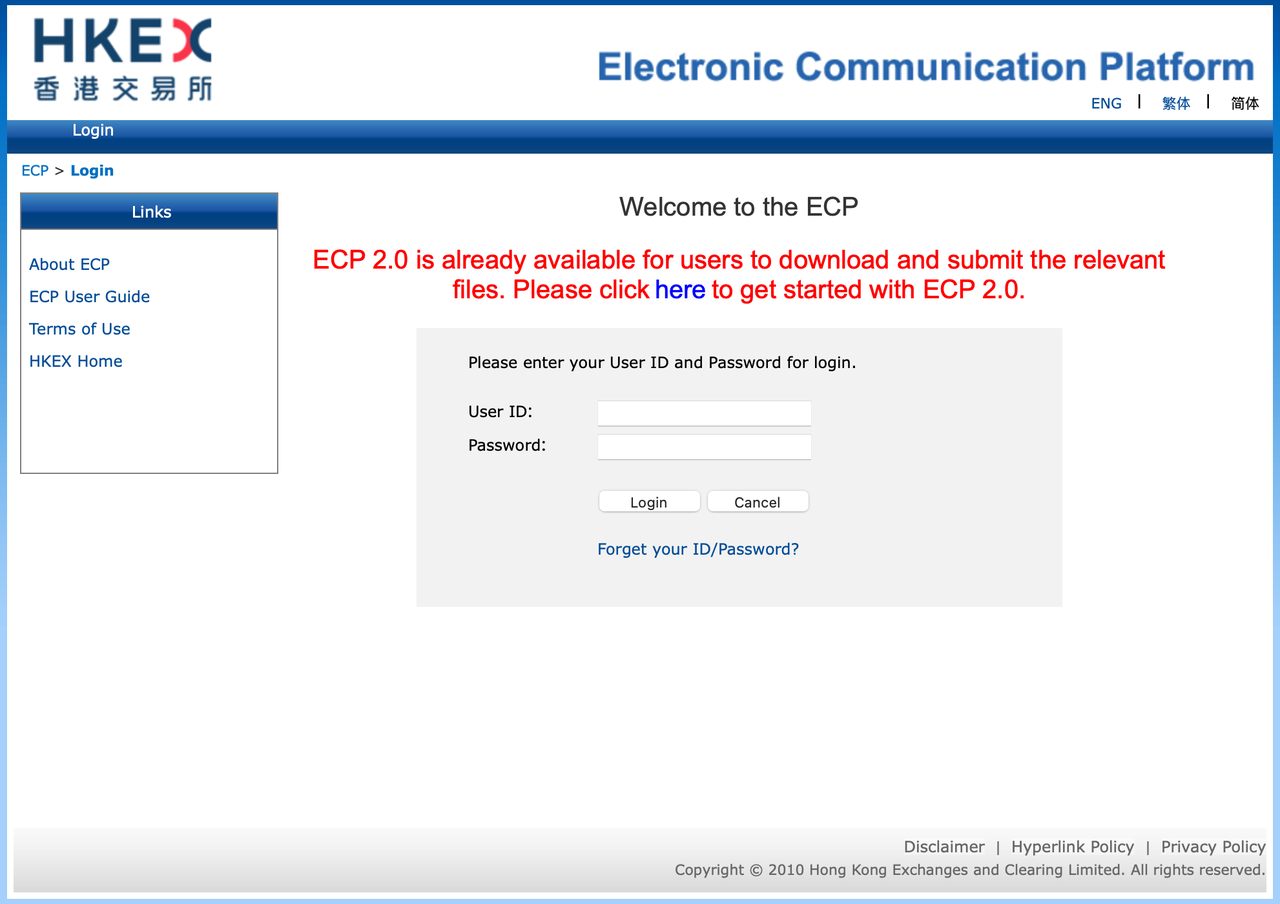 HKEX
香港交易所
Electronic Communication Platform
ENG | 繁体 | 简体
Login
ECP > Login
Links
About ECP
ECP User Guide
Terms of Use
HKEX Home
Welcome to the ECP
ECP 2.0 is already available for users to download and submit the relevant
files. Please click here to get started with ECP 2.0.
Please enter your User ID and Password for login.
User ID:
Password:
Login Cancel
Forget your ID/Password?
Disclaimer | Hyperlink Policy | Privacy Policy
Copyright © 2010 Hong Kong Exchanges and Clearing Limited. All rights reserved.